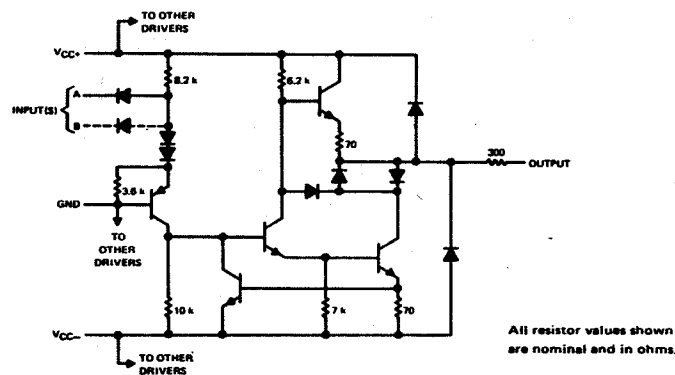 TO OTHER
DRIVERS
VCC+
8.2 k
6.2 k
A
INPUT(S)
B
70
300
OUTPUT
3.6 k
GND
TO
OTHER
DRIVERS
10 k
7 k
70
VCC−
TO OTHER
DRIVERS
All resistor values shown
are nominal and in ohms.